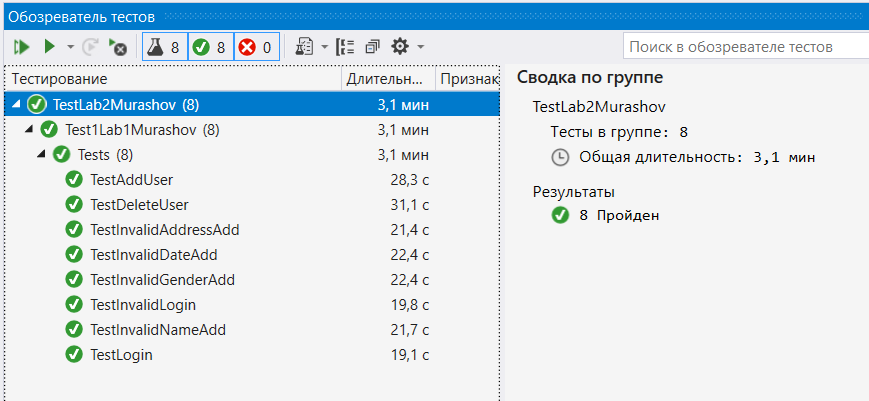 Обозреватель тестов
8 8 0
Поиск в обозревателе тестов
Тестирование Длительн... Признак
TestLab2Murashov (8) 3,1 мин
Test1Lab1Murashov (8) 3,1 мин
Tests (8) 3,1 мин
TestAddUser 28,3 с
TestDeleteUser 31,1 с
TestInvalidAddressAdd 21,4 с
TestInvalidDateAdd 22,4 с
TestInvalidGenderAdd 22,4 с
TestInvalidLogin 19,8 с
TestInvalidNameAdd 21,7 с
TestLogin 19,1 с
Сводка по группе
TestLab2Murashov
Тесты в группе: 8
Общая длительность: 3,1 мин
Результаты
8 Пройден